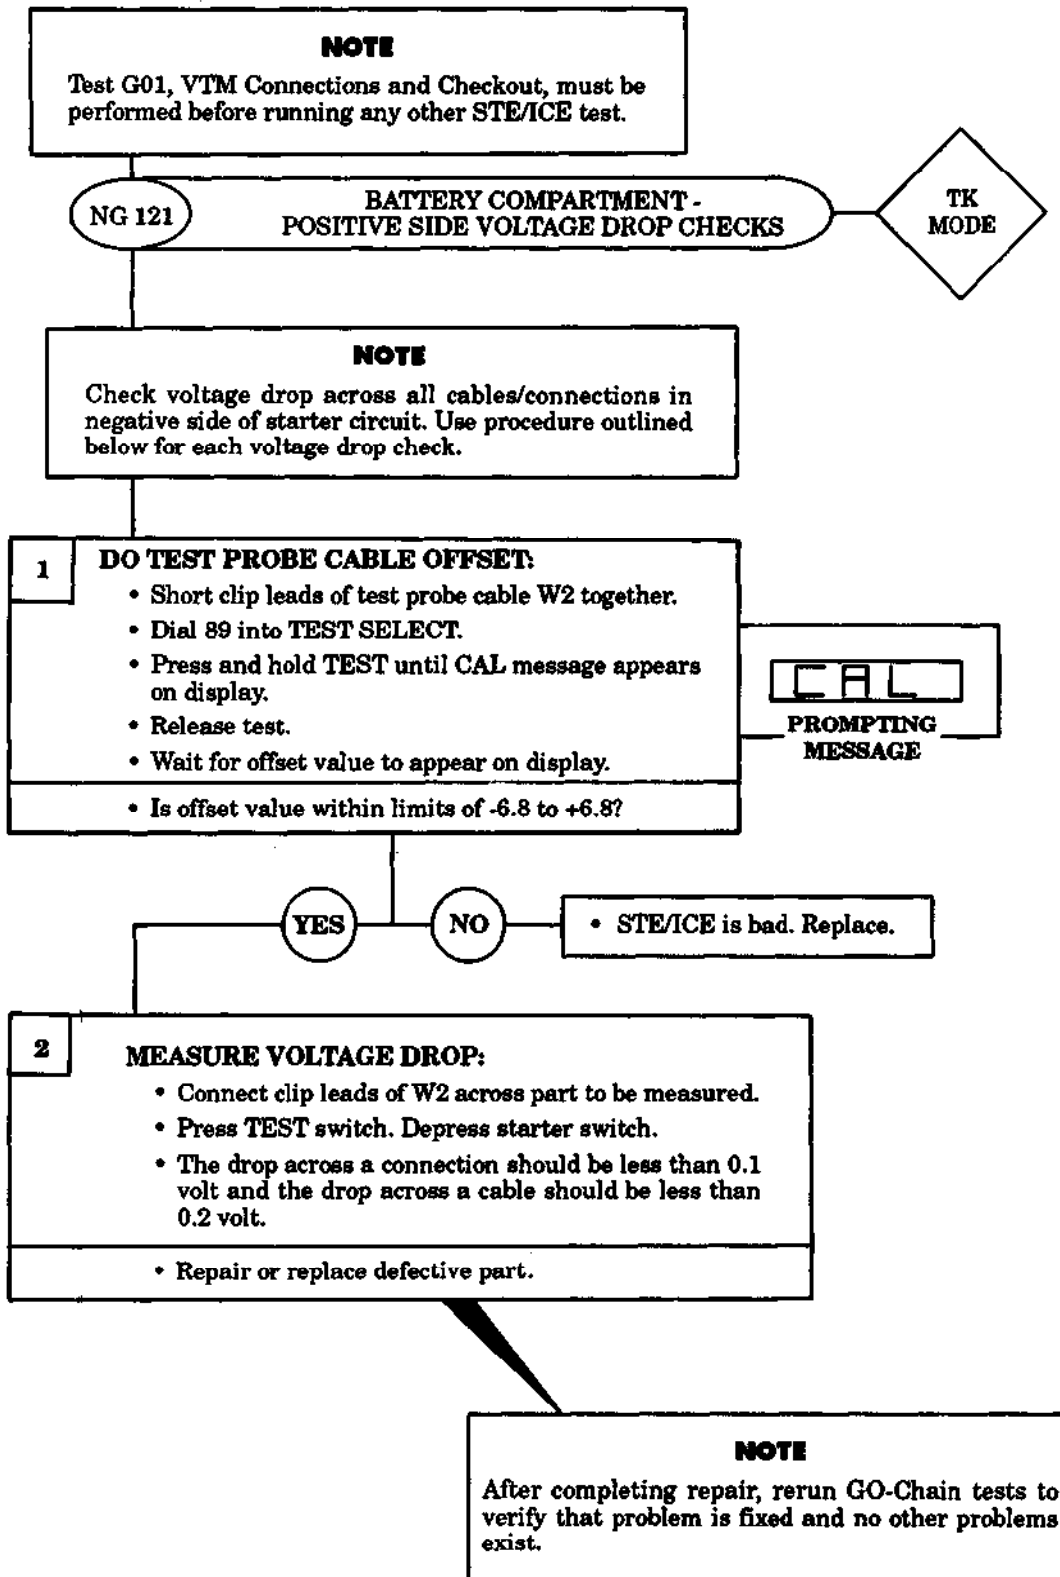 NOTE
Test G01, VTM Connections and Checkout, must be
performed before running any other STE/ICE test.
NG 121
BATTERY COMPARTMENT -
POSITIVE SIDE VOLTAGE DROP CHECKS
TK
MODE
NOTE
Check voltage drop across all cables/connections in
negative side of starter circuit. Use procedure outlined
below for each voltage drop check.
1
DO TEST PROBE CABLE OFFSET:
• Short clip leads of test probe cable W2 together.
• Dial 89 into TEST SELECT.
• Press and hold TEST until CAL message appears
on display.
• Release test.
• Wait for offset value to appear on display.
• Is offset value within limits of -6.8 to +6.8?
CAL
PROMPTING
MESSAGE
YES
NO
• STE/ICE is bad. Replace.
2
MEASURE VOLTAGE DROP:
• Connect clip leads of W2 across part to be measured.
• Press TEST switch. Depress starter switch.
• The drop across a connection should be less than 0.1
volt and the drop across a cable should be less than
0.2 volt.
• Repair or replace defective part.
NOTE
After completing repair, rerun GO-Chain tests to
verify that problem is fixed and no other problems
exist.